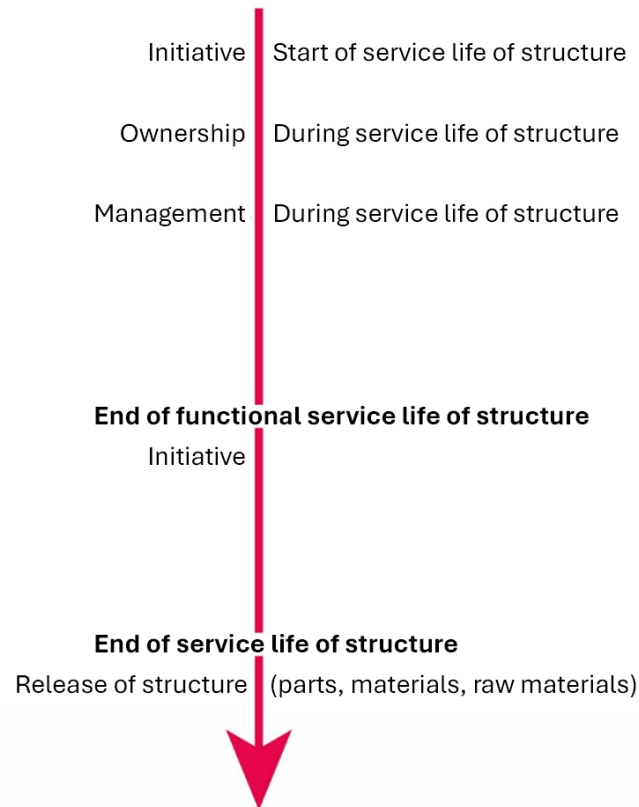 Initiative Start of service life of structure
Ownership During service life of structure
Management During service life of structure
End of functional service life of structure
Initiative
End of service life of structure
Release of structure (parts, materials, raw materials)